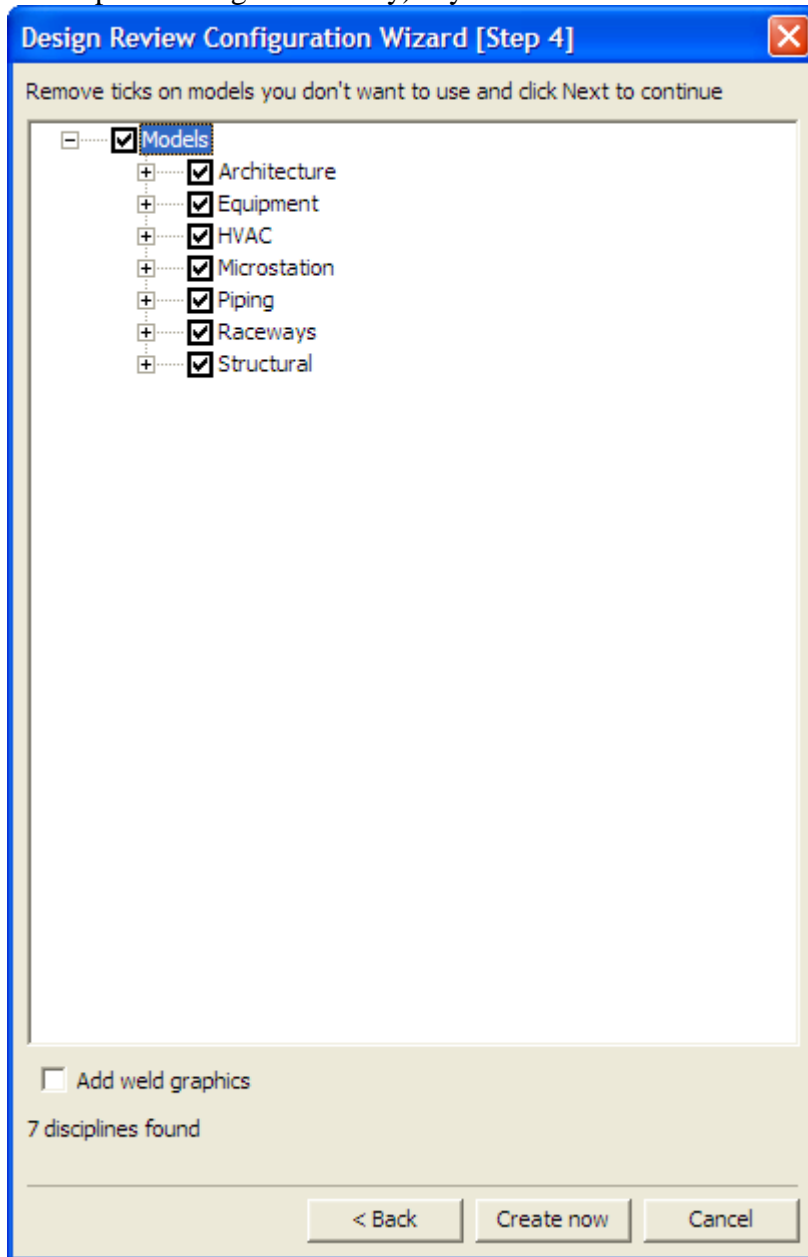 Design Review Configuration Wizard [Step 4]
Remove ticks on models you don't want to use and click Next to continue
Models
Architecture
Equipment
HVAC
Microstation
Piping
Raceways
Structural
Add weld graphics
7 disciplines found
< Back Create now Cancel